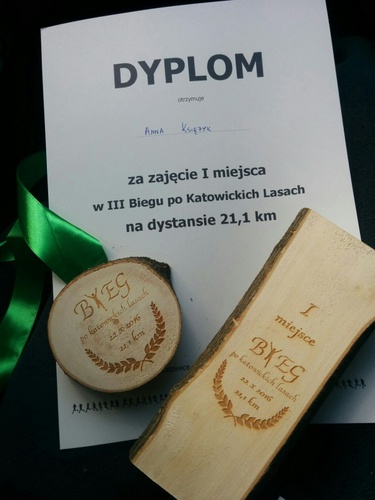 DYPLOM
otrzymuje
Anna Księżyk
za zajęcie I miejsca
w III Biegu po Katowickich Lasach
na dystansie 21,1 km
BIEG
po katowickich lasach
22.X.2016
21,1 km
I
miejsce
BIEG
po katowickich lasach
22.X.2016
21,1 km